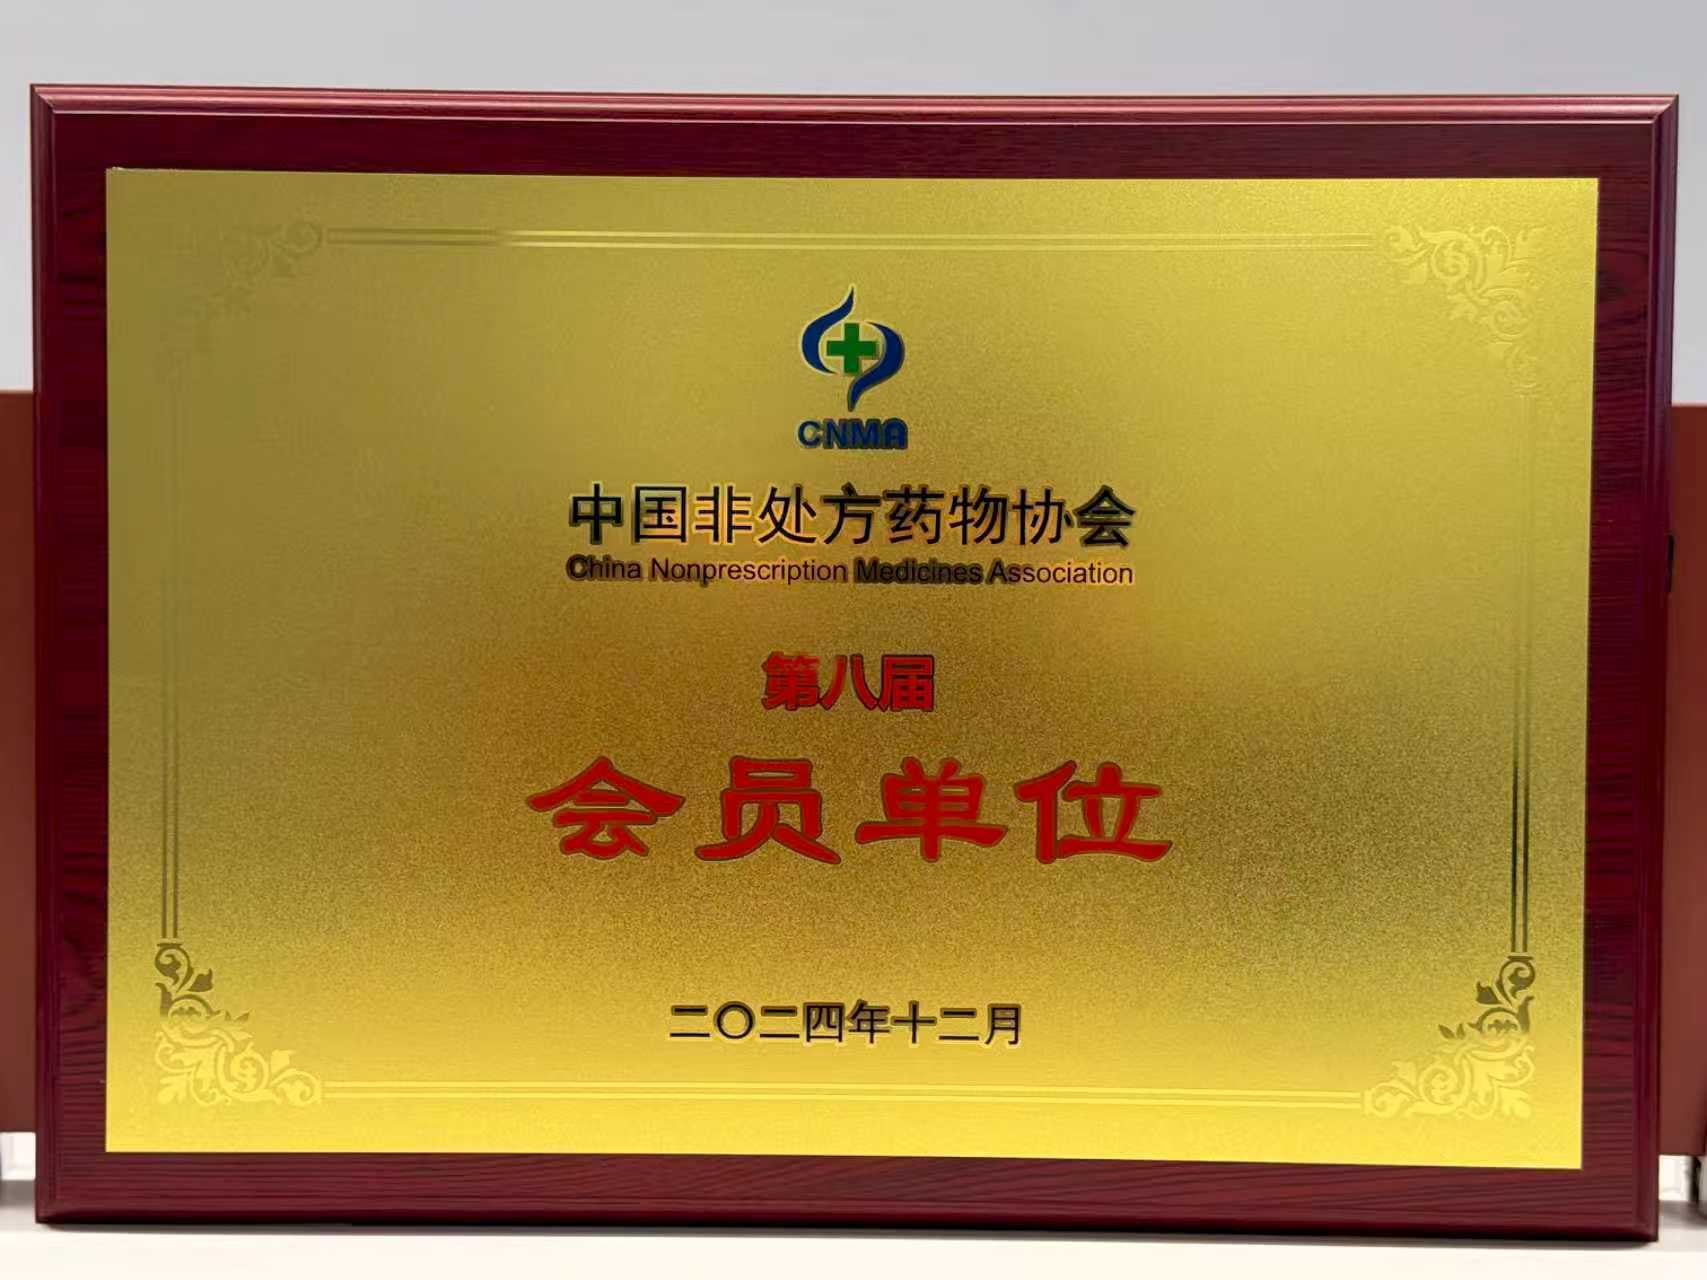 CNMA
中国非处方药物协会
China Nonprescription Medicines Association
第八届
会员单位
二〇二四年十二月